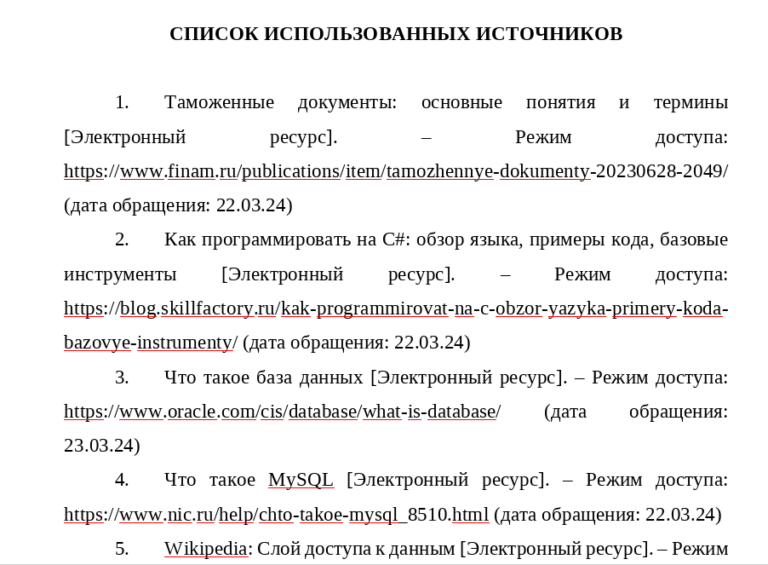 СПИСОК ИСПОЛЬЗОВАННЫХ ИСТОЧНИКОВ
1. Таможенные документы: основные понятия и термины
[Электронный ресурс]. – Режим доступа:
https://www.finam.ru/publications/item/tamozhennye-dokumenty-20230628-2049/
(дата обращения: 22.03.24)
2. Как программировать на C#: обзор языка, примеры кода, базовые
инструменты [Электронный ресурс]. – Режим доступа:
https://blog.skillfactory.ru/kak-programmirovat-na-c-obzor-yazyka-primery-koda-
bazovye-instrumenty/ (дата обращения: 22.03.24)
3. Что такое база данных [Электронный ресурс]. – Режим доступа:
https://www.oracle.com/cis/database/what-is-database/ (дата обращения:
23.03.24)
4. Что такое MySQL [Электронный ресурс]. – Режим доступа:
https://www.nic.ru/help/chto-takoe-mysql_8510.html (дата обращения: 22.03.24)
5. Wikipedia: Слой доступа к данным [Электронный ресурс]. – Режим